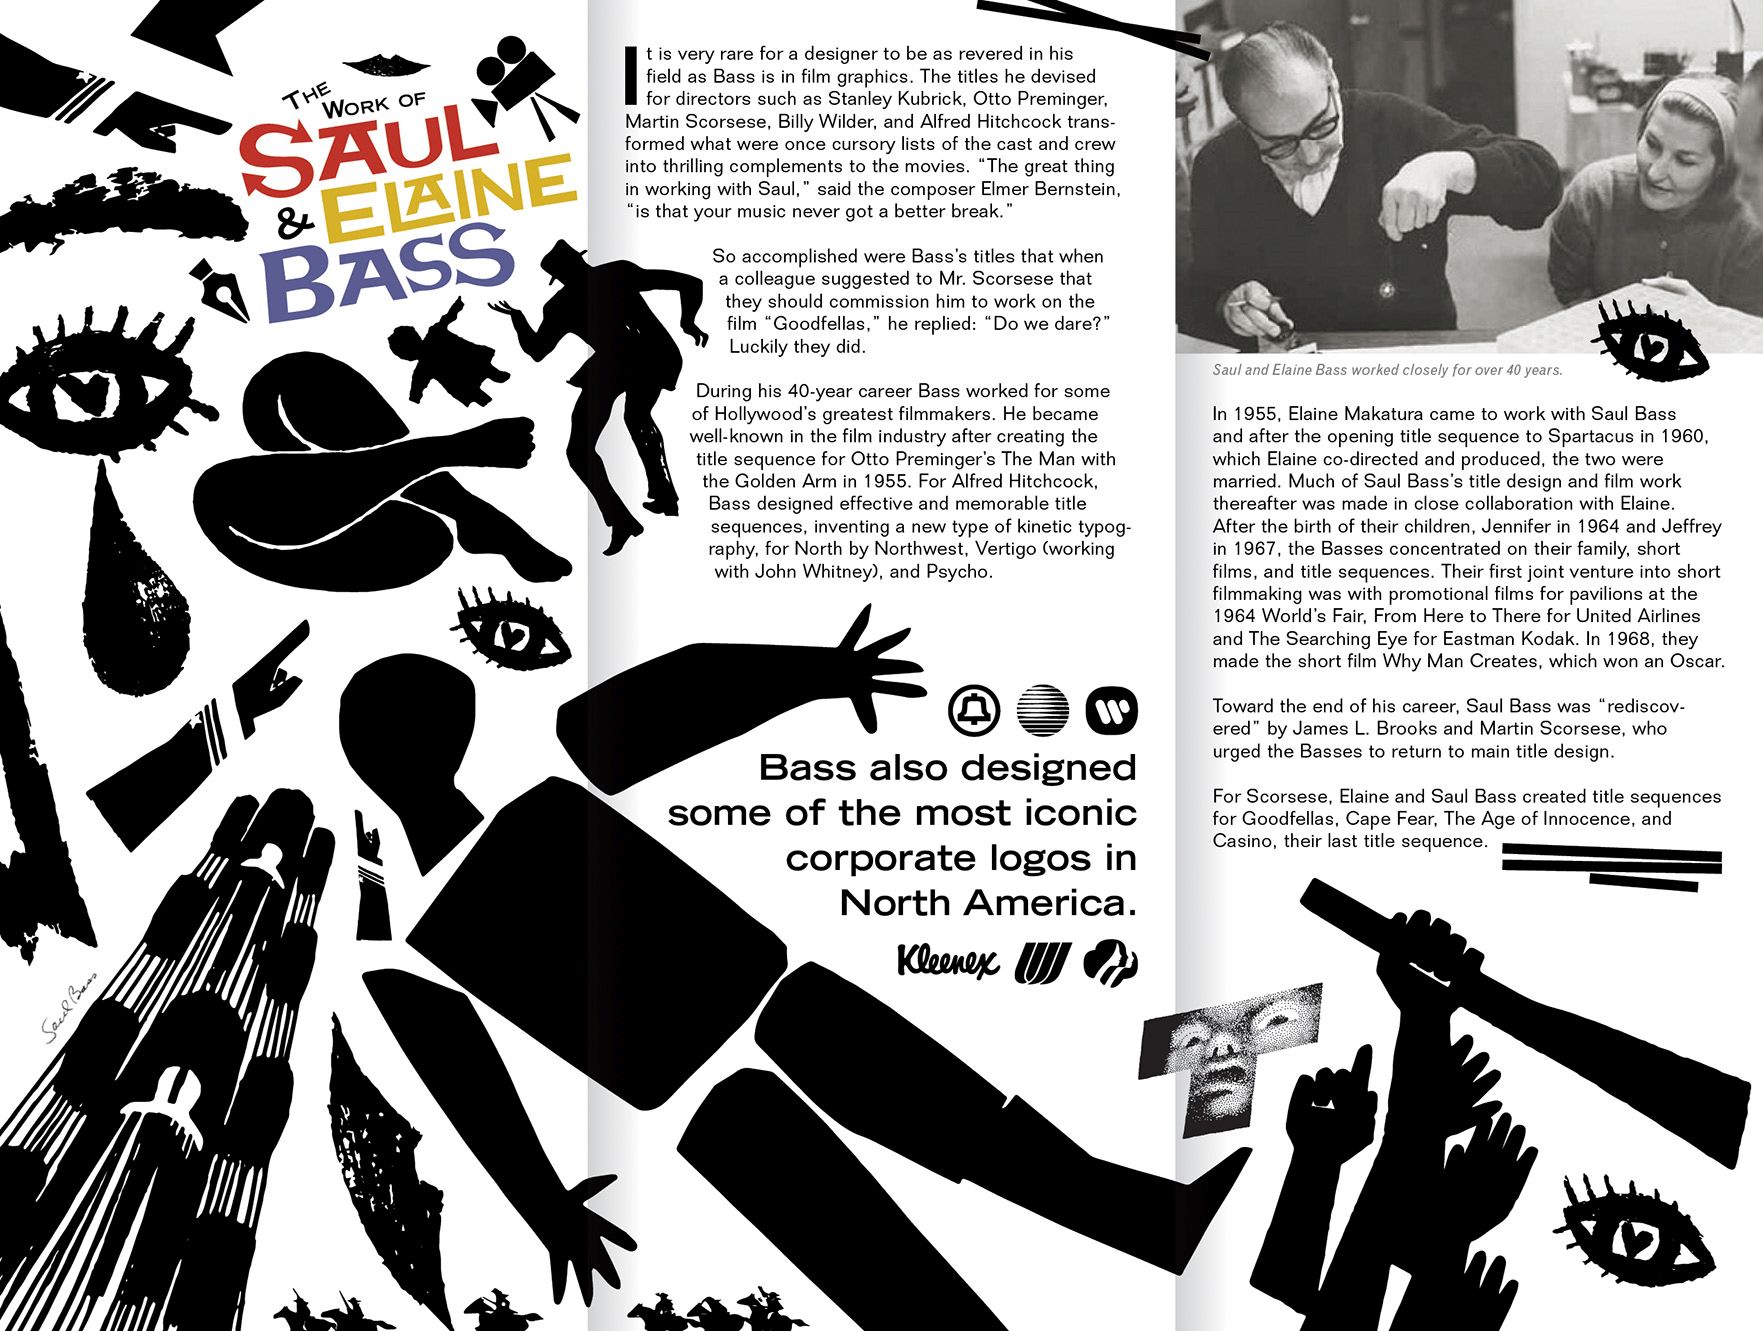 THE
WORK OF
SAUL
& ELAINE
BASS
It is very rare for a designer to be as revered in his
field as Bass is in film graphics. The titles he devised
for directors such as Stanley Kubrick, Otto Preminger,
Martin Scorsese, Billy Wilder, and Alfred Hitchcock trans-
formed what were once cursory lists of the cast and crew
into thrilling complements to the movies. “The great thing
in working with Saul,” said the composer Elmer Bernstein,
“is that your music never got a better break.”
So accomplished were Bass’s titles that when
a colleague suggested to Mr. Scorsese that
they should commission him to work on the
film “Goodfellas,” he replied: “Do we dare?”
Luckily they did.
During his 40-year career Bass worked for some
of Hollywood’s greatest filmmakers. He became
well-known in the film industry after creating the
title sequence for Otto Preminger’s The Man with
the Golden Arm in 1955. For Alfred Hitchcock,
Bass designed effective and memorable title
sequences, inventing a new type of kinetic typog-
raphy, for North by Northwest, Vertigo (working
with John Whitney), and Psycho.
Bass also designed
some of the most iconic
corporate logos in
North America.
Kleenex
Saul Bass
Saul and Elaine Bass worked closely for over 40 years.
In 1955, Elaine Makatura came to work with Saul Bass
and after the opening title sequence to Spartacus in 1960,
which Elaine co-directed and produced, the two were
married. Much of Saul Bass’s title design and film work
thereafter was made in close collaboration with Elaine.
After the birth of their children, Jennifer in 1964 and Jeffrey
in 1967, the Basses concentrated on their family, short
films, and title sequences. Their first joint venture into short
filmmaking was with promotional films for pavilions at the
1964 World’s Fair, From Here to There for United Airlines
and The Searching Eye for Eastman Kodak. In 1968, they
made the short film Why Man Creates, which won an Oscar.
Toward the end of his career, Saul Bass was “rediscov-
ered” by James L. Brooks and Martin Scorsese, who
urged the Basses to return to main title design.
For Scorsese, Elaine and Saul Bass created title sequences
for Goodfellas, Cape Fear, The Age of Innocence, and
Casino, their last title sequence.